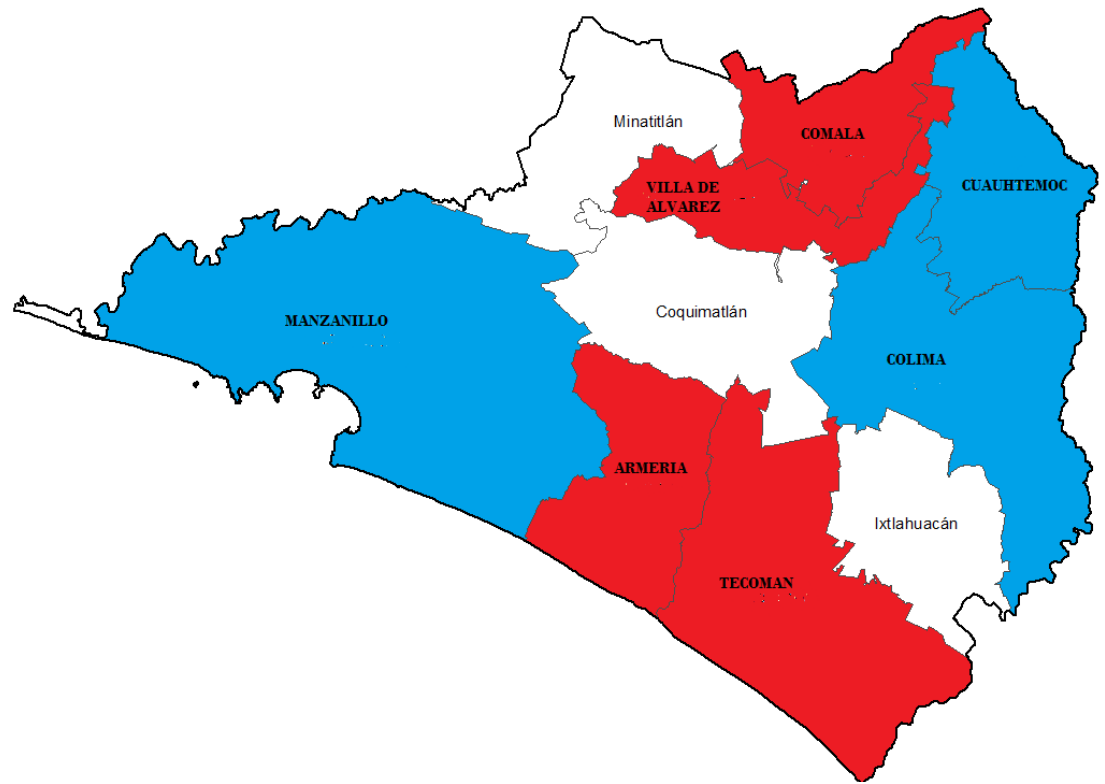 Minatitlán
COMALA
VILLA DE
ALVAREZ
CUAUHTEMOC
MANZANILLO
Coquimatlán
COLIMA
ARMERIA
Ixtlahuacán
TECOMAN